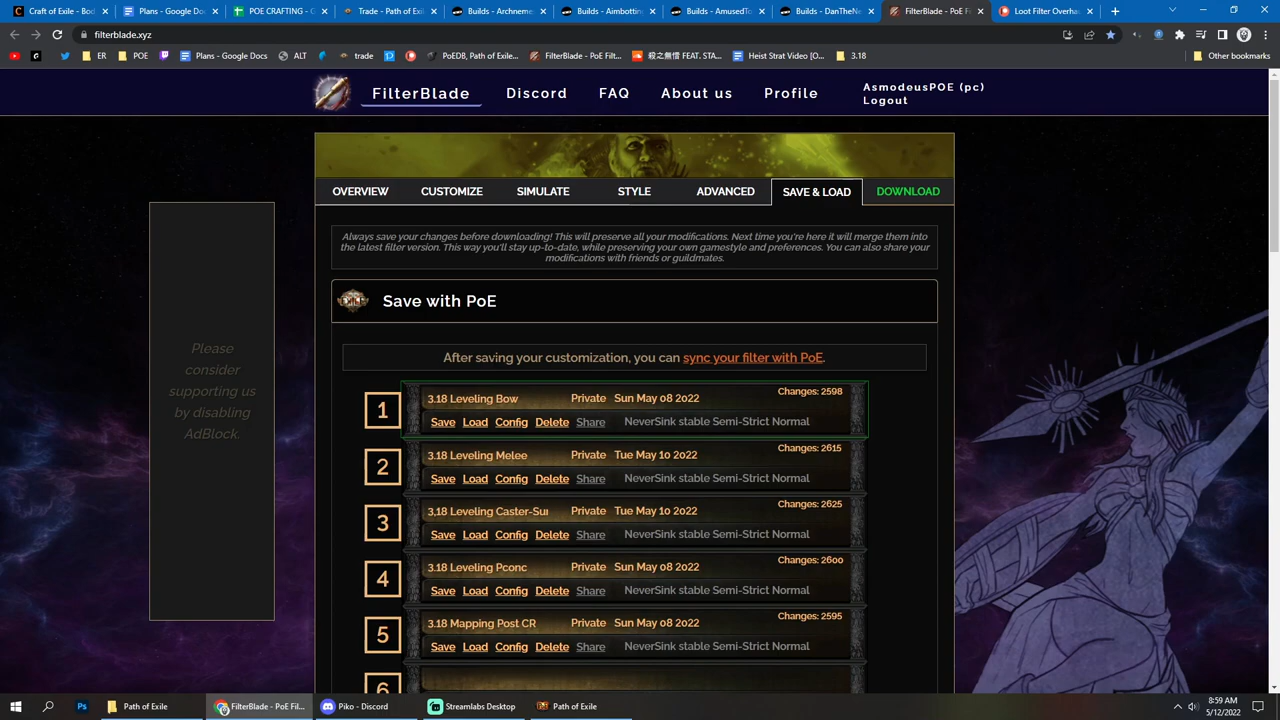 Craft of Exile - Bod
Plans - Google Docs
POE CRAFTING - G
Trade - Path of Exile
Builds - Archneme
Builds - Aimbotting
Builds - AmusedTo
Builds - DanTheNe
FilterBlade - PoE Fi
Loot Filter Overha
filterblade.xyz
ER
POE
Plans - Google Docs
ALT
trade
PoEDB, Path of Exile...
FilterBlade - PoE Filt...
殺之無惜 FEAT. STA...
Heist Strat Video [O...
3.18
Other bookmarks
FilterBlade
Discord
FAQ
About us
Profile
AsmodeusPOE (pc)
Logout
OVERVIEW
CUSTOMIZE
SIMULATE
STYLE
ADVANCED
SAVE & LOAD
DOWNLOAD
Always save your changes before downloading! This will preserve all your modifications. Next time you're here it will merge them into
the latest filter version. This way you'll stay up-to-date, while preserving your own gamestyle and preferences. You can also share your
modifications with friends or guildmates.
Save with PoE
After saving your customization, you can sync your filter with PoE.
1
3.18 Leveling Bow Private Sun May 08 2022 Changes: 2598
Save Load Config Delete Share NeverSink stable Semi-Strict Normal
2
3.18 Leveling Melee Private Tue May 10 2022 Changes: 2615
Save Load Config Delete Share NeverSink stable Semi-Strict Normal
3
3,18 Leveling Caster-Sui Private Tue May 10 2022 Changes: 2625
Save Load Config Delete Share NeverSink stable Semi-Strict Normal
4
3.18 Leveling Pconc Private Sun May 08 2022 Changes: 2600
Save Load Config Delete Share NeverSink stable Semi-Strict Normal
5
3.18 Mapping Post CR Private Sun May 08 2022 Changes: 2595
Save Load Config Delete Share NeverSink stable Semi-Strict Normal
6
Please
consider
supporting us
by disabling
AdBlock.
Path of Exile
FilterBlade - PoE Fil...
Piko - Discord
Streamlabs Desktop
Path of Exile
8:59 AM
5/12/2022